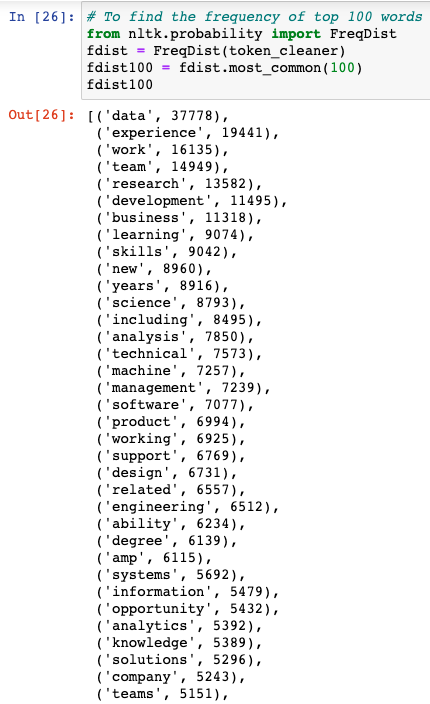 In [26]: # To find the frequency of top 100 words
from nltk.probability import FreqDist
fdist = FreqDist(token_cleaner)
fdist100 = fdist.most_common(100)
fdist100
Out[26]: [('data', 37778),
('experience', 19441),
('work', 16135),
('team', 14949),
('research', 13582),
('development', 11495),
('business', 11318),
('learning', 9074),
('skills', 9042),
('new', 8960),
('years', 8916),
('science', 8793),
('including', 8495),
('analysis', 7850),
('technical', 7573),
('machine', 7257),
('management', 7239),
('software', 7077),
('product', 6994),
('working', 6925),
('support', 6769),
('design', 6731),
('related', 6557),
('engineering', 6512),
('ability', 6234),
('degree', 6139),
('amp', 6115),
('systems', 5692),
('information', 5479),
('opportunity', 5432),
('analytics', 5392),
('knowledge', 5389),
('solutions', 5296),
('company', 5243),
('teams', 5151),